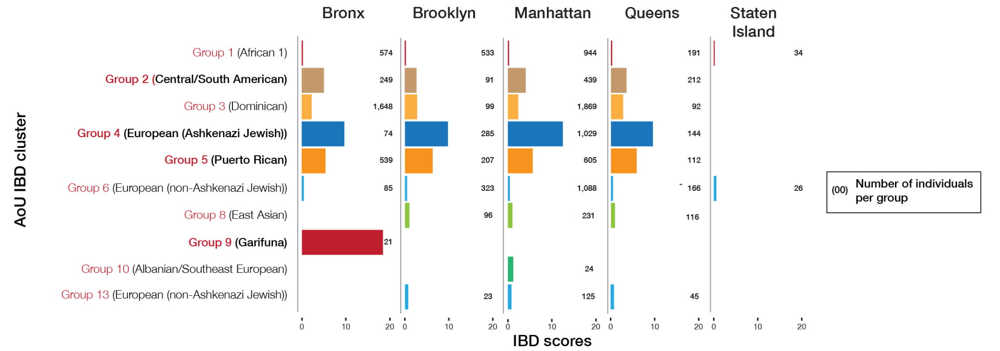 Bronx Brooklyn Manhattan Queens Staten
Island
Group 1 (African 1) 574 533 944 191 34
Group 2 (Central/South American) 249 91 439 212
Group 3 (Dominican) 1,648 99 1,869 92
Group 4 (European (Ashkenazi Jewish)) 74 285 1,029 144
Group 5 (Puerto Rican) 539 207 605 112
Group 6 (European (non-Ashkenazi Jewish)) 85 323 1,088 - 166 26
Group 8 (East Asian) 96 231 116
Group 9 (Garifuna) 21
Group 10 (Albanian/Southeast European) 24
Group 13 (European (non-Ashkenazi Jewish)) 23 125 45
0 10 20 0 10 20 0 10 20 0 10 20 0 10 20
IBD scores
AoU IBD cluster
(00) Number of individuals
per group